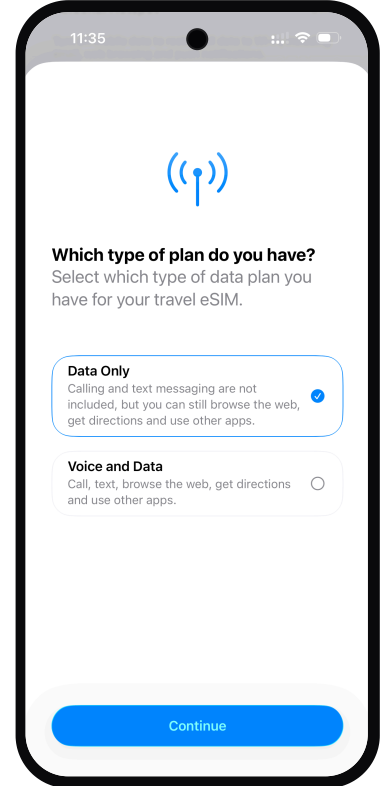 11:35
Which type of plan do you have?
Select which type of data plan you
have for your travel eSIM.
Data Only
Calling and text messaging are not
included, but you can still browse the web,
get directions and use other apps.
Voice and Data
Call, text, browse the web, get directions
and use other apps.
Continue